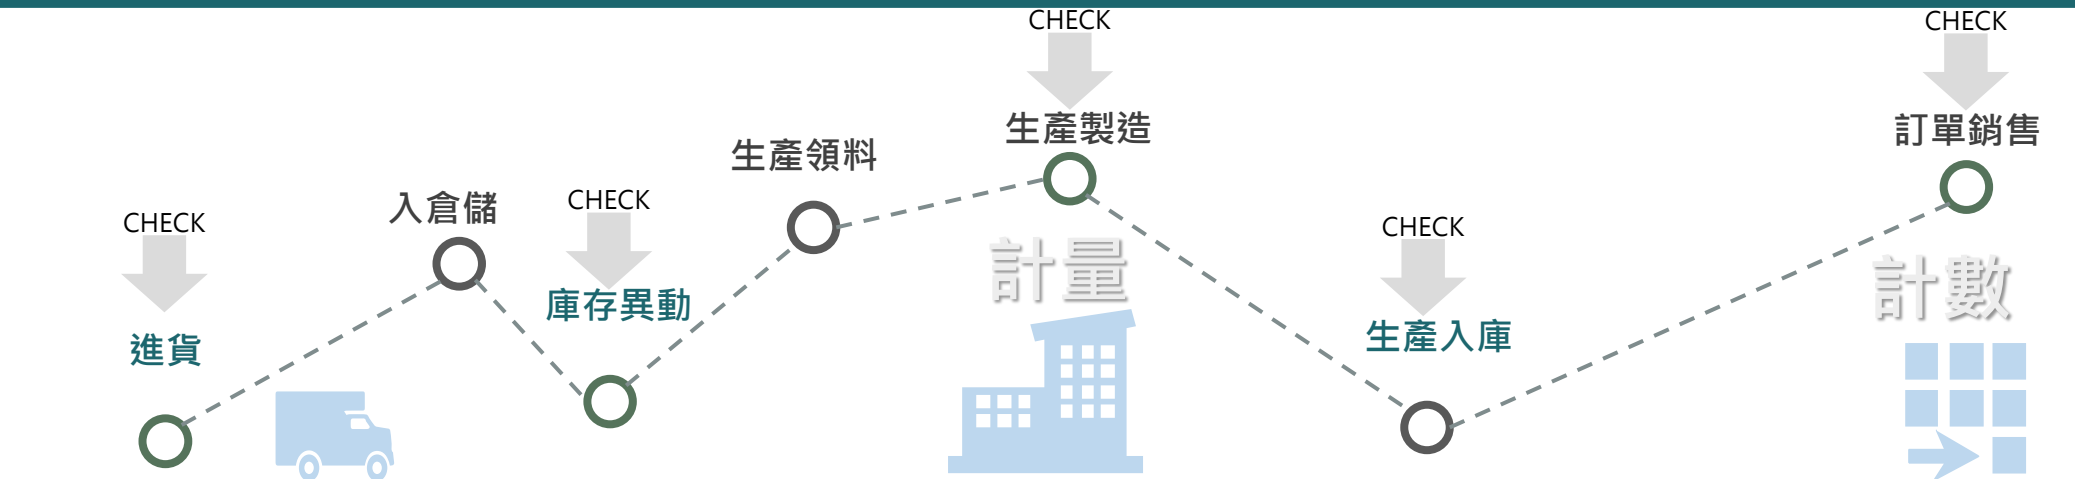 CHECK
進貨
入倉儲
CHECK
庫存異動
生產領料
CHECK
生產製造
計量
CHECK
生產入庫
CHECK
訂單銷售
計數